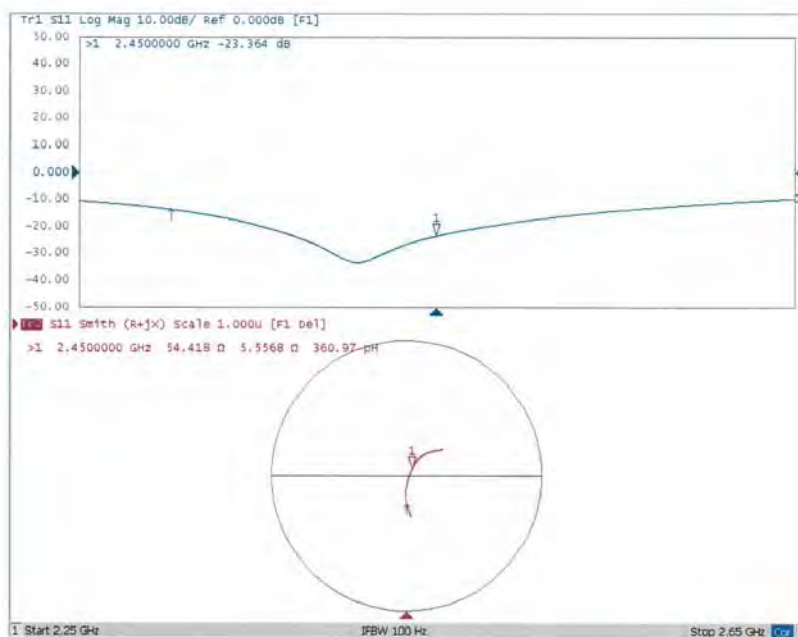 Tr1 S11 Log Mag 10.00dB/ Ref 0.000dB [F1]
50.00
>1 2.4500000 GHz -23.364 dB
40.00
30.00
20.00
10.00
0.000
-10.00
-20.00
1
-30.00
-40.00
-50.00
S11 Smith (R+jX) Scale 1.000U [F1 Del]
>1 2.4500000 GHz 54.418 Ω 5.5568 Ω 360.97 pH
1
1 Start 2.25 GHz IFBW 100 Hz Stop 2.65 GHz